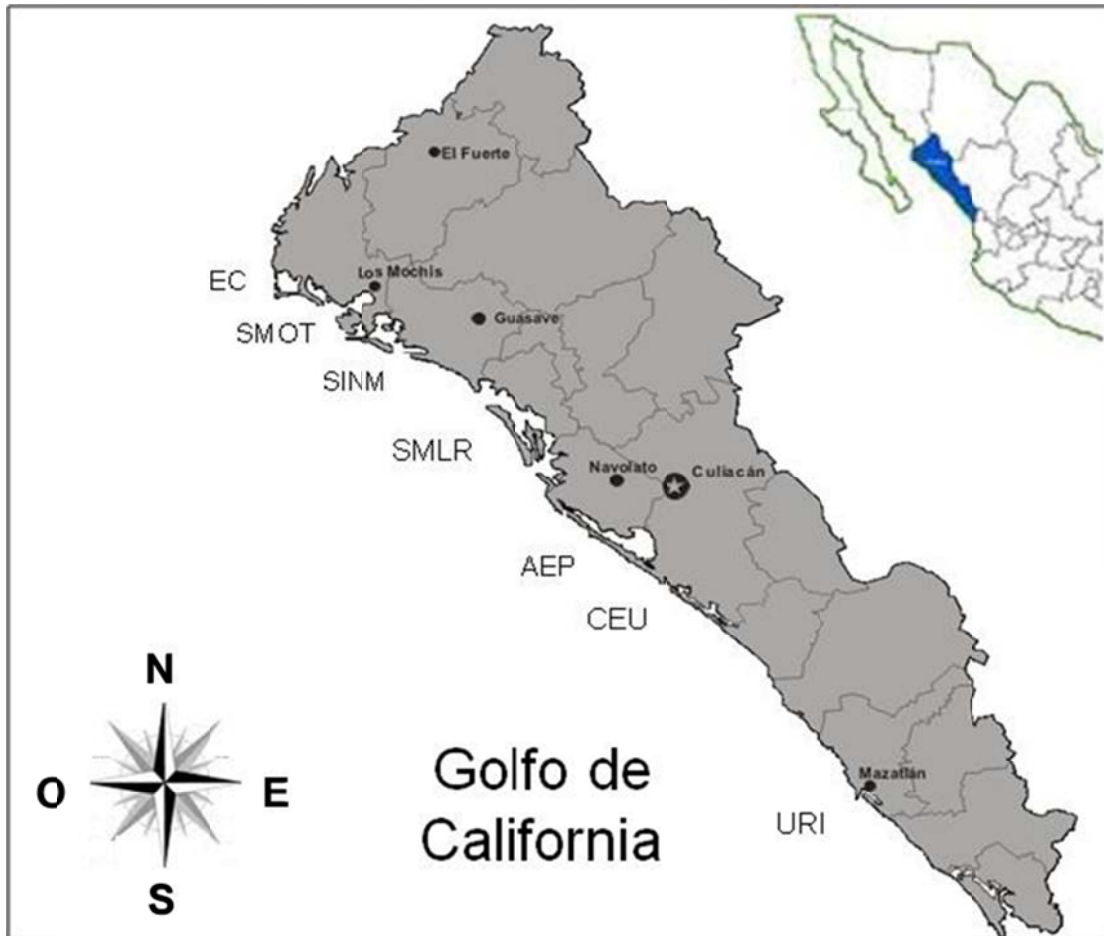 El Fuerte
Los Mochis
EC
Guasave
SMOT
SINM
SMLR
Navolato
Culiacán
AEP
CEU
N
O
E
S
Golfo de
California
Mazatlán
URI